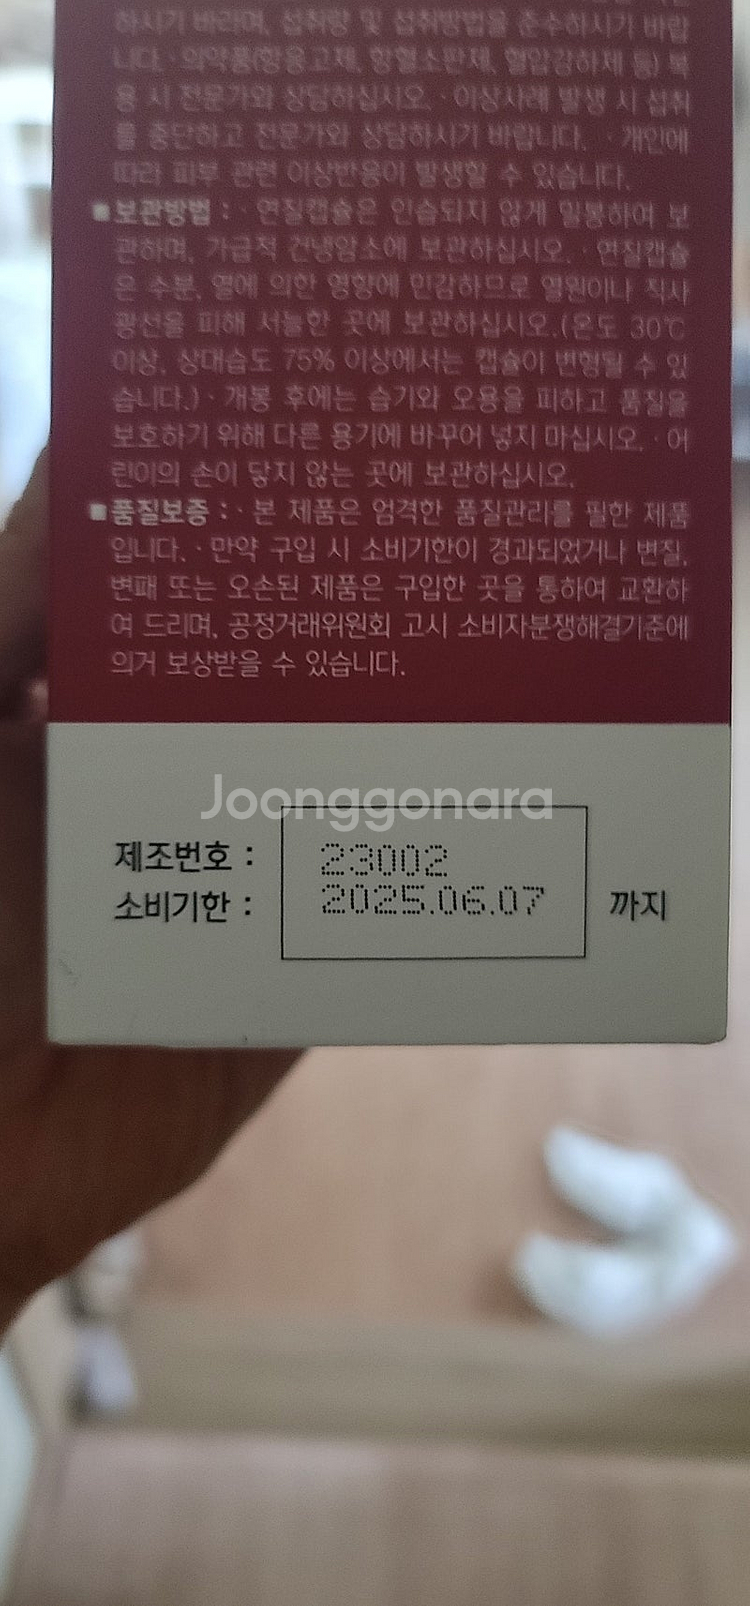 하시기 바라며, 섭취량 및 섭취방법을 준수하시기 바랍
니다. · 의약품(항응고제, 항혈소판제, 혈압강하제 등) 복
용 시 전문가와 상담하십시오. · 이상사례 발생 시 섭취
를 중단하고 전문가와 상담하시기 바랍니다. · 개인에
따라 피부 관련 이상반응이 발생할 수 있습니다.
■ 보관방법 : · 연질캡슐은 인습되지 않게 밀봉하여 보
관하며, 가급적 건냉암소에 보관하십시오. · 연질캡슐
은 수분, 열에 의한 영향에 민감하므로 열원이나 직사
광선을 피해 서늘한 곳에 보관하십시오.(온도 30℃
이상, 상대습도 75% 이상에서는 캡슐이 변형될 수 있
습니다.) · 개봉 후에는 습기와 오용을 피하고 품질을
보호하기 위해 다른 용기에 바꾸어 넣지 마십시오. · 어
린이의 손이 닿지 않는 곳에 보관하십시오.
■ 품질보증 : · 본 제품은 엄격한 품질관리를 필한 제품
입니다. · 만약 구입 시 소비기한이 경과되었거나 변질,
변패 또는 오손된 제품은 구입한 곳을 통하여 교환하
여 드리며, 공정거래위원회 고시 소비자분쟁해결기준에
의거 보상받을 수 있습니다.
Joonggonara
제조번호 : 23002
소비기한 : 2025.06.07 까지